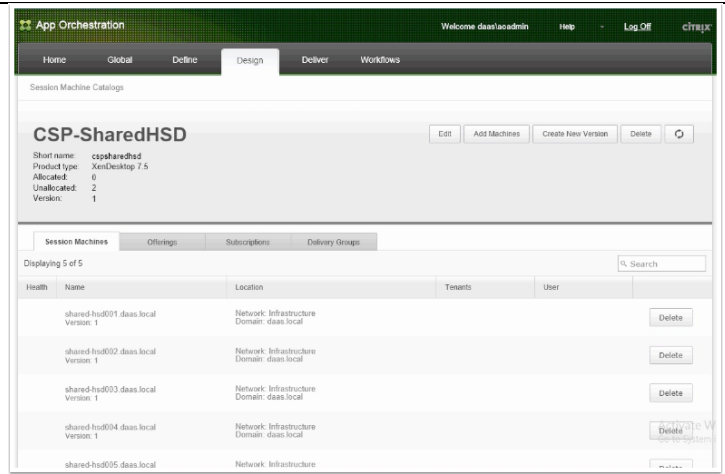 App Orchestration
Welcome daas\aoadmin
Help
Log Off
CITRIX
Home
Global
Define
Design
Deliver
Workflows
Session Machine Catalogs
CSP-SharedHSD
Edit
Add Machines
Create New Version
Delete
Short name: cspsharedhsd
Product type: XenDesktop 7.5
Allocated: 0
Unallocated: 2
Version: 1
Session Machines
Offerings
Subscriptions
Delivery Groups
Displaying 5 of 5
Search
Health
Name
Location
Tenants
User
shared-hsd001.daas.local
Version: 1
Network: Infrastructure
Domain: daas.local
Delete
shared-hsd002.daas.local
Version: 1
Network: Infrastructure
Domain: daas.local
Delete
shared-hsd003.daas.local
Version: 1
Network: Infrastructure
Domain: daas.local
Delete
shared-hsd004.daas.local
Version: 1
Network: Infrastructure
Domain: daas.local
Delete
Activate W
Go to System
shared-hsd005.daas.local
Network: Infrastructure
Delete